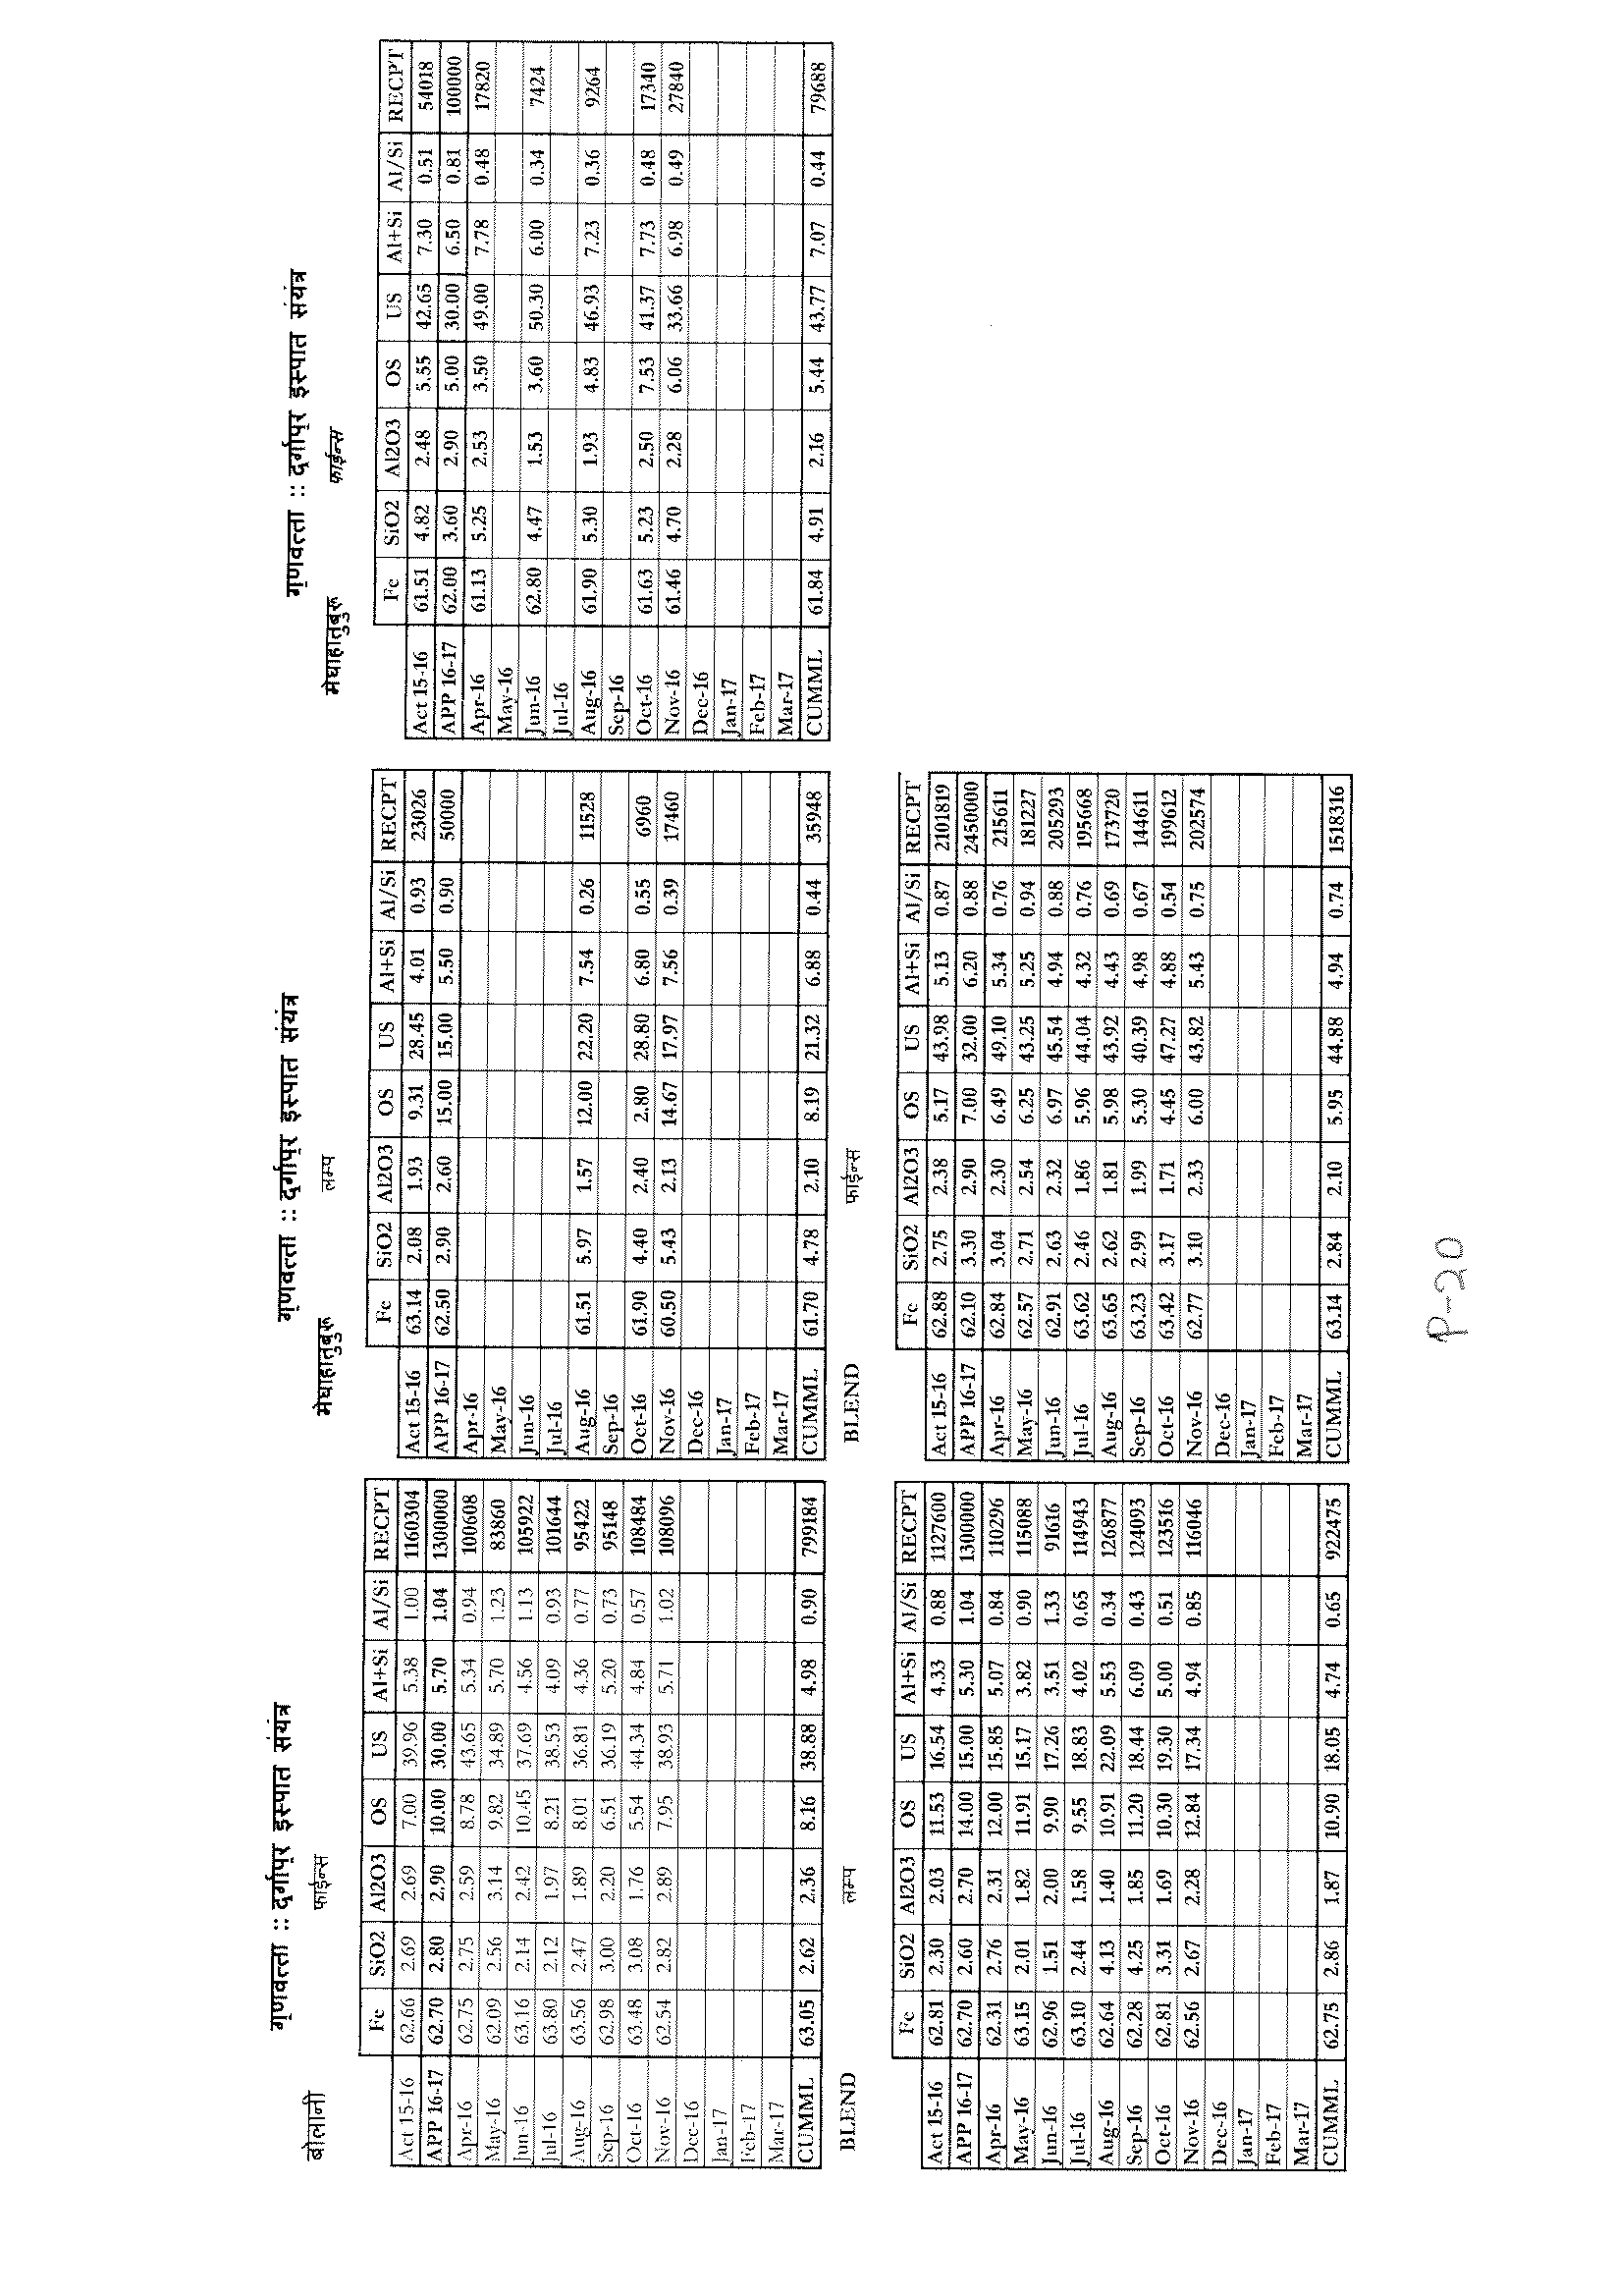 गुणवत्ता :: दुर्गापुर इस्पात संयंत्र
बोलानी फाईन्स
Fe SiO2 Al2O3 OS US Al+Si Al/Si RECPT
Act 15-16 62.66 2.69 2.69 7.00 39.96 5.38 1.00 1160304
APP 16-17 62.70 2.80 2.90 10.00 30.00 5.70 1.04 1300000
Apr-16 62.75 2.75 2.59 8.78 43.65 5.34 0.94 100608
May-16 62.09 2.56 3.14 9.82 34.89 5.70 1.23 83860
Jun-16 63.16 2.14 2.42 10.45 37.69 4.56 1.13 105922
Jul-16 63.80 2.12 1.97 8.21 38.53 4.09 0.93 101644
Aug-16 63.56 2.47 1.89 8.01 36.81 4.36 0.77 95422
Sep-16 62.98 3.00 2.20 6.51 36.19 5.20 0.73 95148
Oct-16 63.48 3.08 1.76 5.54 44.34 4.84 0.57 108484
Nov-16 62.54 2.82 2.89 7.95 38.93 5.71 1.02 108096
Dec-16
Jan-17
Feb-17
Mar-17
CUMML 63.05 2.62 2.36 8.16 38.88 4.98 0.90 799184
BLEND लम्प
Fe SiO2 Al2O3 OS US Al+Si Al/Si RECPT
Act 15-16 62.81 2.30 2.03 11.53 16.54 4.33 0.88 1127600
APP 16-17 62.70 2.60 2.70 14.00 15.00 5.30 1.04 1300000
Apr-16 62.31 2.76 2.31 12.00 15.85 5.07 0.84 110296
May-16 63.15 2.01 1.82 11.91 15.17 3.82 0.90 115088
Jun-16 62.96 1.51 2.00 9.90 17.26 3.51 1.33 91616
Jul-16 63.10 2.44 1.58 9.55 18.83 4.02 0.65 114943
Aug-16 62.64 4.13 1.40 10.91 22.09 5.53 0.34 126877
Sep-16 62.28 4.25 1.85 11.20 18.44 6.09 0.43 124093
Oct-16 62.81 3.31 1.69 10.30 19.30 5.00 0.51 123516
Nov-16 62.56 2.67 2.28 12.84 17.34 4.94 0.85 116046
Dec-16
Jan-17
Feb-17
Mar-17
CUMML 62.75 2.86 1.87 10.90 18.05 4.74 0.65 922475
गुणवत्ता :: दुर्गापुर इस्पात संयंत्र
मेघाहातुबुरु लम्प
Fe SiO2 Al2O3 OS US Al+Si Al/Si RECPT
Act 15-16 63.14 2.08 1.93 9.31 28.45 4.01 0.93 23026
APP 16-17 62.50 2.90 2.60 15.00 15.00 5.50 0.90 50000
Apr-16
May-16
Jun-16
Jul-16
Aug-16 61.51 5.97 1.57 12.00 22.20 7.54 0.26 11528
Sep-16
Oct-16 61.90 4.40 2.40 2.80 28.80 6.80 0.55 6960
Nov-16 60.50 5.43 2.13 14.67 17.97 7.56 0.39 17460
Dec-16
Jan-17
Feb-17
Mar-17
CUMML 61.70 4.78 2.10 8.19 21.32 6.88 0.44 35948
BLEND फाईन्स
Fe SiO2 Al2O3 OS US Al+Si Al/Si RECPT
Act 15-16 62.88 2.75 2.38 5.17 43.98 5.13 0.87 2101819
APP 16-17 62.10 3.30 2.90 7.00 32.00 6.20 0.88 2450000
Apr-16 62.84 3.04 2.30 6.49 49.10 5.34 0.76 215611
May-16 62.57 2.71 2.54 6.25 43.25 5.25 0.94 181227
Jun-16 62.91 2.63 2.32 6.97 45.54 4.94 0.88 205293
Jul-16 63.62 2.46 1.86 5.96 44.04 4.32 0.76 195668
Aug-16 63.65 2.62 1.81 5.98 43.92 4.43 0.69 173720
Sep-16 63.23 2.99 1.99 5.30 40.39 4.98 0.67 144611
Oct-16 63.42 3.17 1.71 4.45 47.27 4.88 0.54 199612
Nov-16 62.77 3.10 2.33 6.00 43.82 5.43 0.75 202574
Dec-16
Jan-17
Feb-17
Mar-17
CUMML 63.14 2.84 2.10 5.95 44.88 4.94 0.74 1518316
गुणवत्ता :: दुर्गापुर इस्पात संयंत्र
मेघाहातुबुरु फाईन्स
Fe SiO2 Al2O3 OS US Al+Si Al/Si RECPT
Act 15-16 61.51 4.82 2.48 5.55 42.65 7.30 0.51 54018
APP 16-17 62.00 3.60 2.90 5.00 30.00 6.50 0.81 100000
Apr-16 61.13 5.25 2.53 3.50 49.00 7.78 0.48 17820
May-16
Jun-16 62.80 4.47 1.53 3.60 50.30 6.00 0.34 7424
Jul-16
Aug-16 61.90 5.30 1.93 4.83 46.93 7.23 0.36 9264
Sep-16
Oct-16 61.63 5.23 2.50 7.53 41.37 7.73 0.48 17340
Nov-16 61.46 4.70 2.28 6.06 33.66 6.98 0.49 27840
Dec-16
Jan-17
Feb-17
Mar-17
CUMML 61.84 4.91 2.16 5.44 43.77 7.07 0.44 79688
P-20